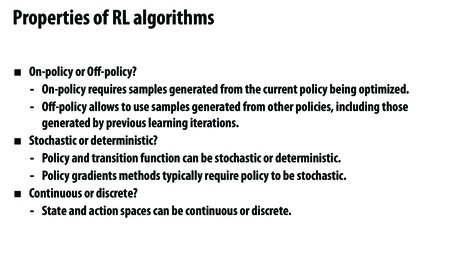 Properties of RL algorithms
■ On-policy or Off-policy?
- On-policy requires samples generated from the current policy being optimized.
- Off-policy allows to use samples generated from other policies, including those
generated by previous learning iterations.
■ Stochastic or deterministic?
- Policy and transition function can be stochastic or deterministic.
- Policy gradients methods typically require policy to be stochastic.
■ Continuous or discrete?
- State and action spaces can be continuous or discrete.